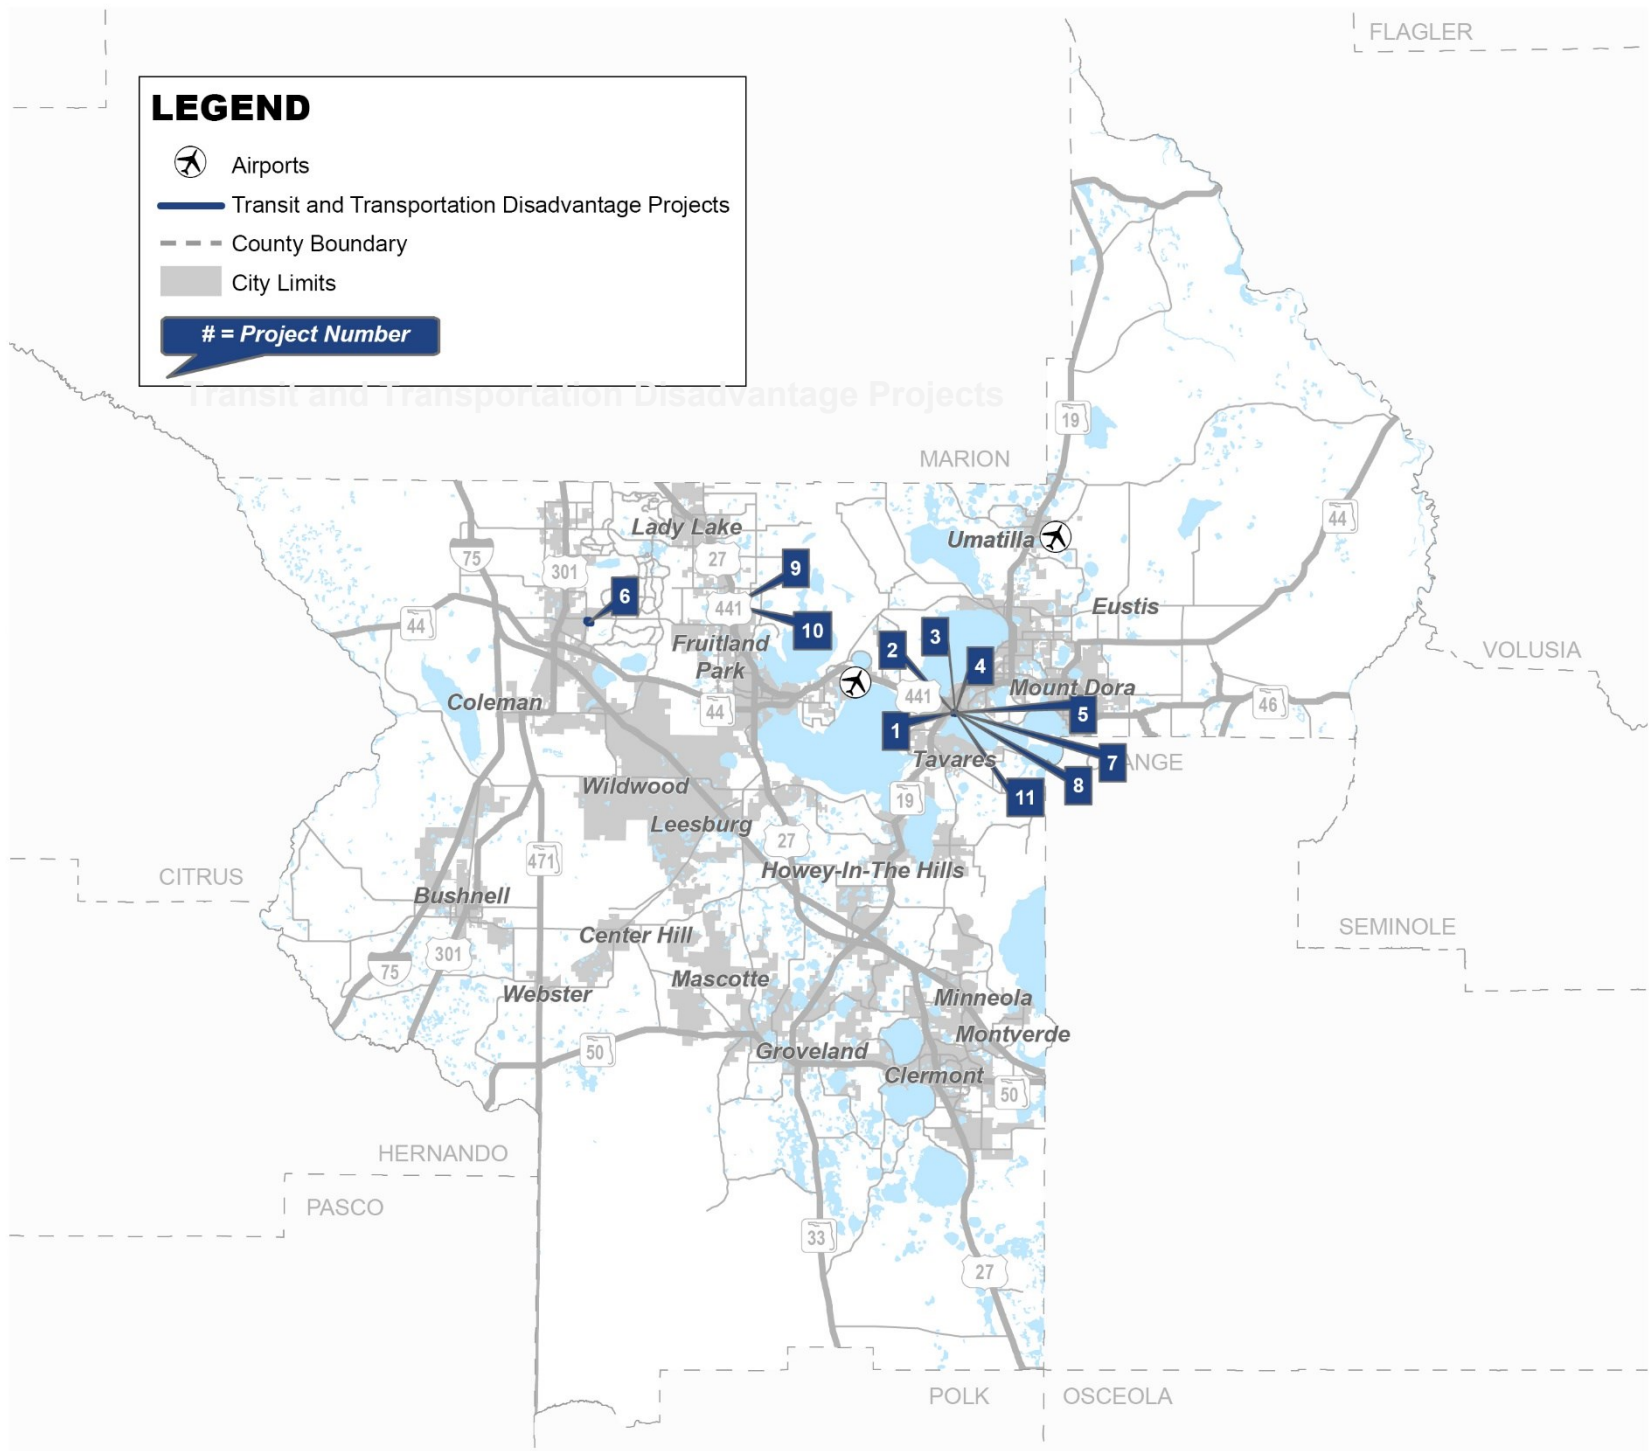 FLAGLER
LEGEND
Airports
Transit and Transportation Disadvantage Projects
County Boundary
City Limits
# = Project Number
Transit and Transportation Disadvantage Projects
19
MARION
44
Lady Lake
Umatilla
75
27
301
9
6
441
Eustis
44
10
3
2
Fruitland
Park
4
VOLUSIA
441
Mount Dora
Coleman
44
46
5
1
Tavares
ORANGE
7
Wildwood
8
19
11
Leesburg
27
471
Howey-In-The Hills
CITRUS
Bushnell
SEMINOLE
Center Hill
301
75
Mascotte
Webster
Minneola
Montverde
50
Groveland
Clermont
50
HERNANDO
PASCO
33
27
POLK
OSCEOLA